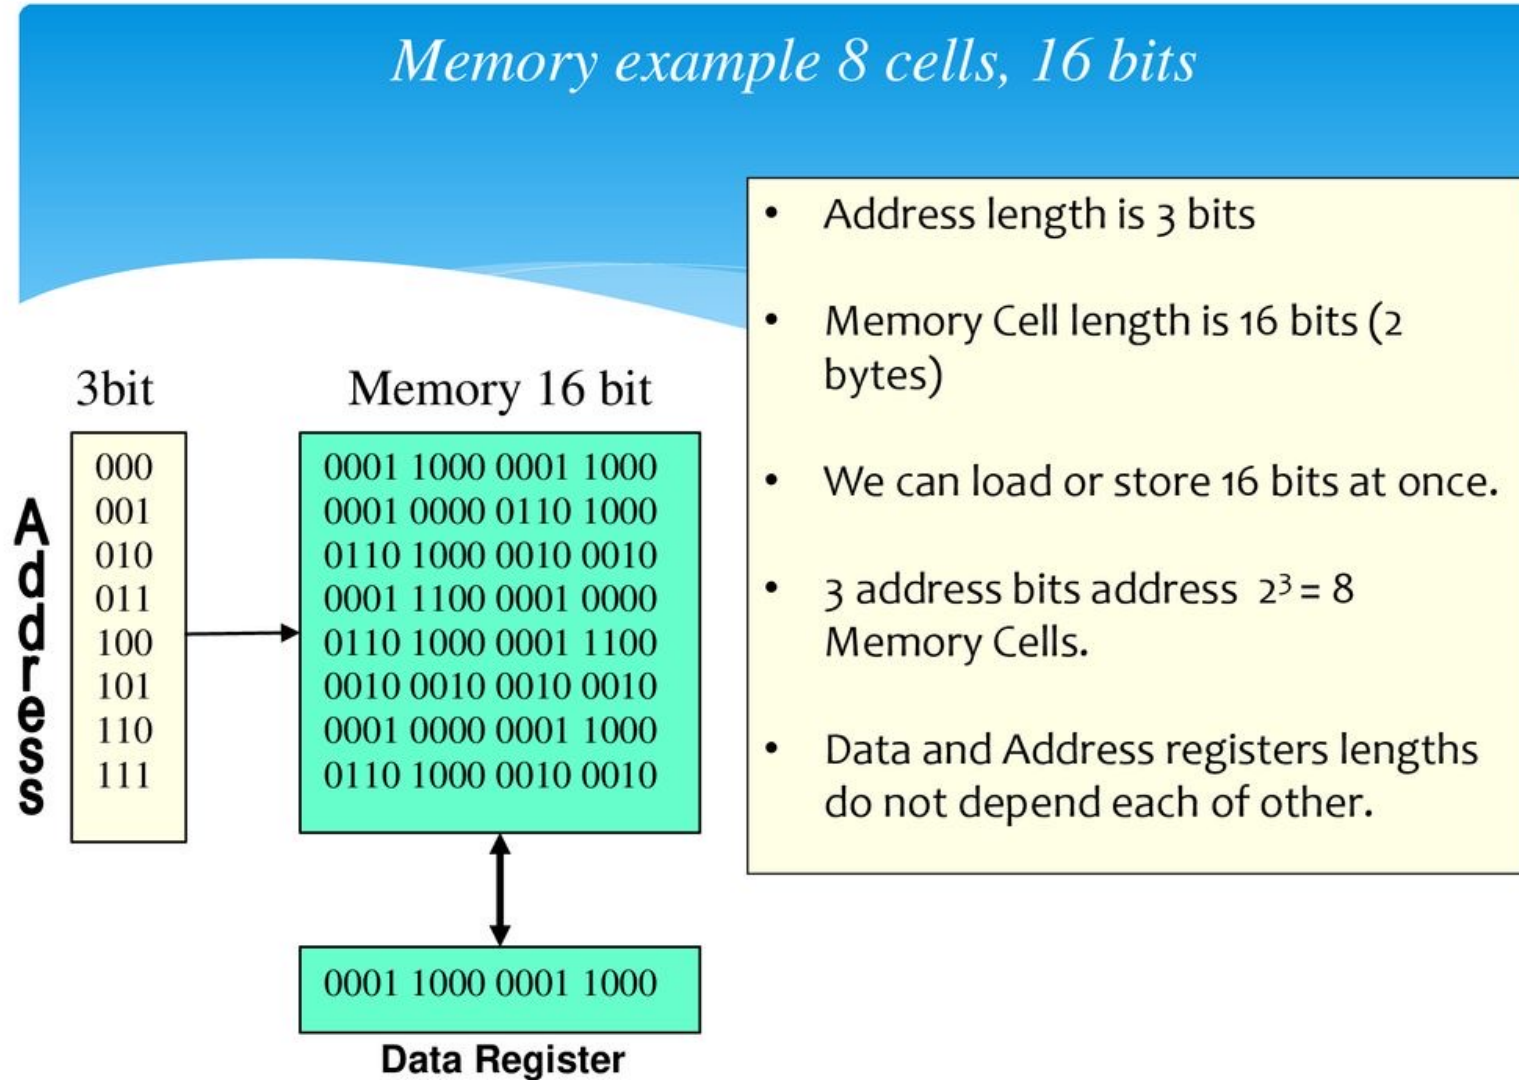 Memory example 8 cells, 16 bits
3bit
Memory 16 bit
Address
000
001
010
011
100
101
110
111
0001 1000 0001 1000
0001 0000 0110 1000
0110 1000 0010 0010
0001 1100 0001 0000
0110 1000 0001 1100
0010 0010 0010 0010
0001 0000 0001 1000
0110 1000 0010 0010
0001 1000 0001 1000
Data Register
• Address length is 3 bits
• Memory Cell length is 16 bits (2
bytes)
• We can load or store 16 bits at once.
• 3 address bits address 2³ = 8
Memory Cells.
• Data and Address registers lengths
do not depend each of other.